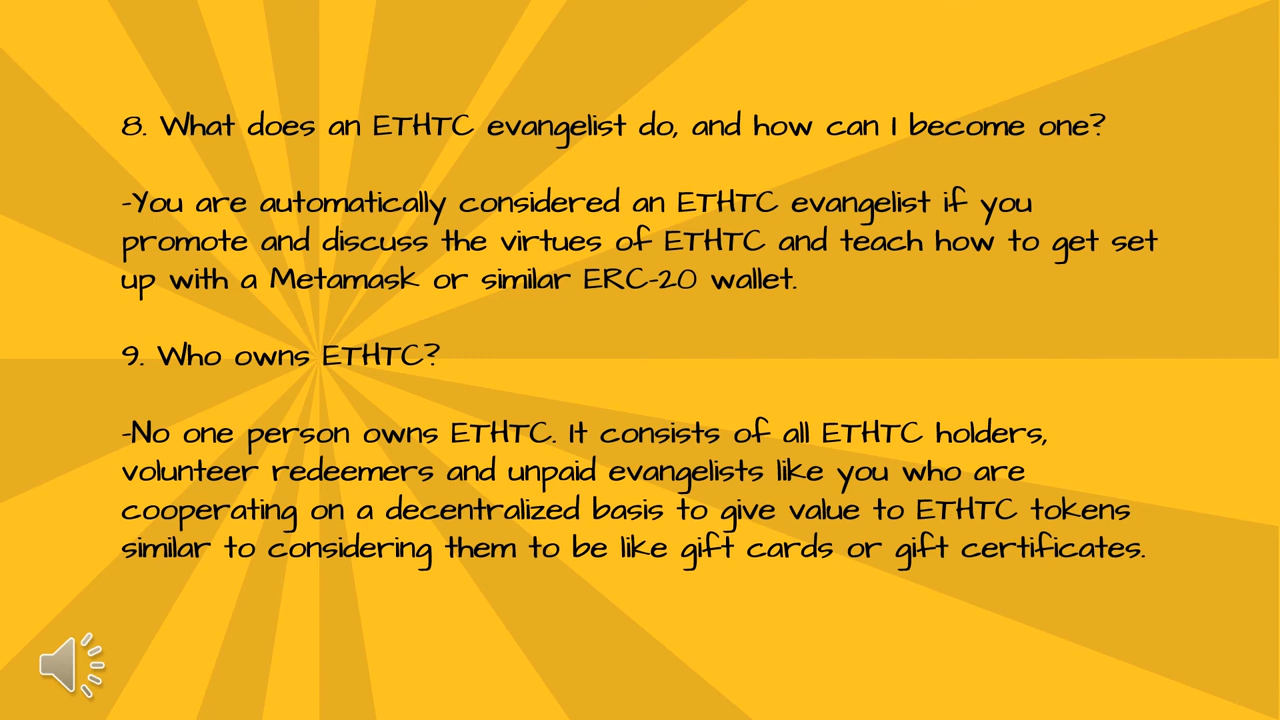 8. What does an ETHTC evangelist do, and how can I become one?
-You are automatically considered an ETHTC evangelist if you
promote and discuss the virtues of ETHTC and teach how to get set
up with a Metamask or similar ERC-20 wallet.
9. Who owns ETHTC?
-No one person owns ETHTC. It consists of all ETHTC holders,
volunteer redeemers and unpaid evangelists like you who are
cooperating on a decentralized basis to give value to ETHTC tokens
similar to considering them to be like gift cards or gift certificates.